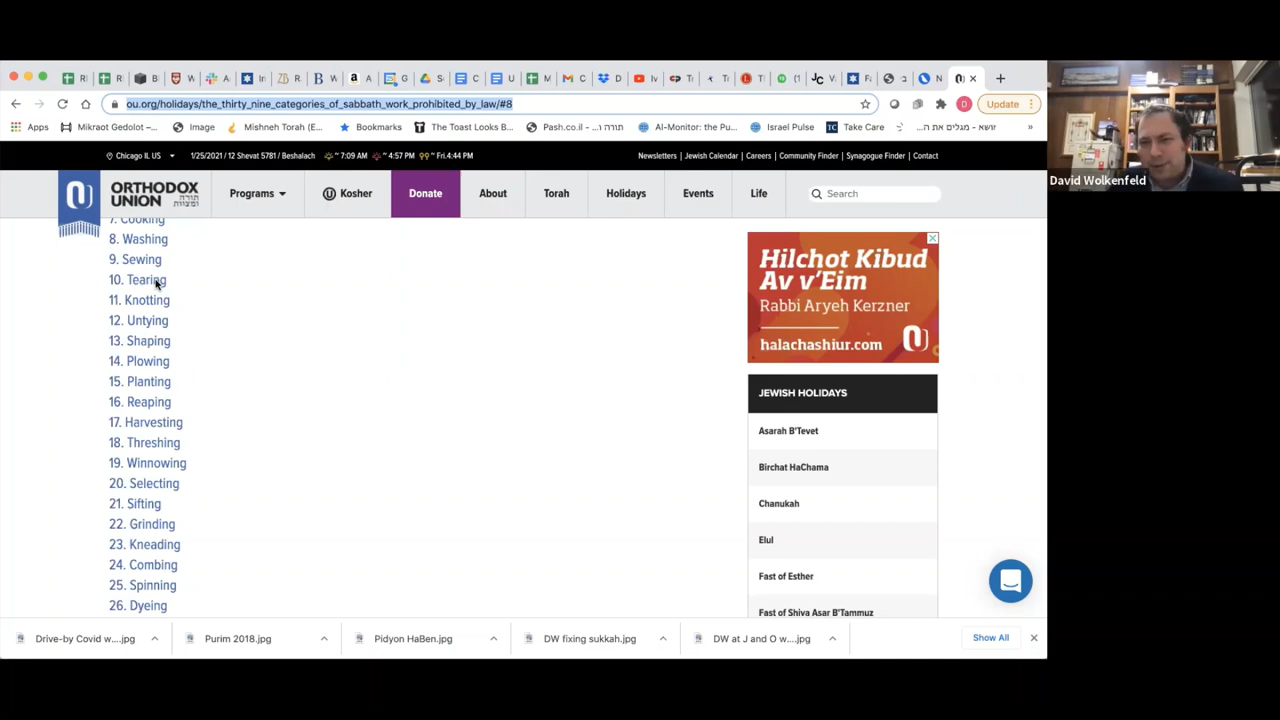 ou.org/holidays/the_thirty_nine_categories_of_sabbath_work_prohibited_by_law/#8
Update
Apps
Mikraot Gedolot –...
Image
Mishneh Torah (E...
Bookmarks
The Toast Looks B...
Pash.co.il – תורה ו...
Al-Monitor: the Pu...
Israel Pulse
Take Care
נושא - מגלים את ה...
Chicago IL US
1/25/2021 / 12 Shevat 5781 / Beshalach
7:09 AM
4:57 PM
Fri.4:44 PM
Newsletters | Jewish Calendar | Careers | Community Finder | Synagogue Finder | Contact
ORTHODOX
UNION
תורה
ומצוות
Programs
Kosher
Donate
About
Torah
Holidays
Events
Life
Search
7. Cooking
8. Washing
9. Sewing
10. Tearing
11. Knotting
12. Untying
13. Shaping
14. Plowing
15. Planting
16. Reaping
17. Harvesting
18. Threshing
19. Winnowing
20. Selecting
21. Sifting
22. Grinding
23. Kneading
24. Combing
25. Spinning
26. Dyeing
Hilchot Kibud
Av v'Eim
Rabbi Aryeh Kerzner
halachashiur.com
JEWISH HOLIDAYS
Asarah B'Tevet
Birchat HaChama
Chanukah
Elul
Fast of Esther
Fast of Shiva Asar B'Tammuz
Drive-by Covid w....jpg
Purim 2018.jpg
Pidyon HaBen.jpg
DW fixing sukkah.jpg
DW at J and O w....jpg
Show All
David Wolkenfeld